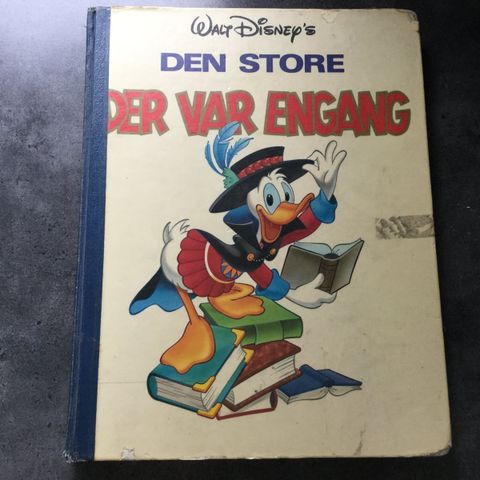 WALT DISNEY'S
DEN STORE
DER VAR ENGANG